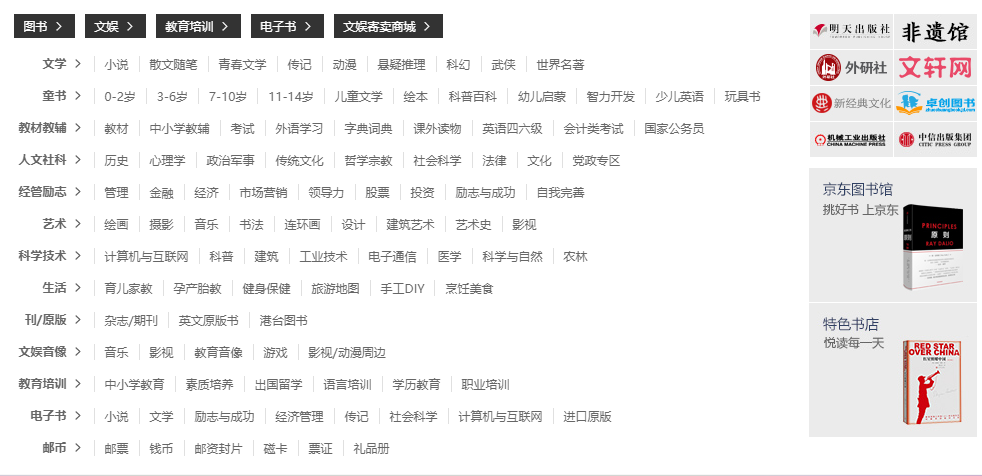 图书 > 文娱 > 教育培训 > 电子书 > 文娱寄卖商城 >
文学 > 小说 散文随笔 青春文学 传记 动漫 悬疑推理 科幻 武侠 世界名著
童书 > 0-2岁 3-6岁 7-10岁 11-14岁 儿童文学 绘本 科普百科 幼儿启蒙 智力开发 少儿英语 玩具书
教材教辅 > 教材 中小学教辅 考试 外语学习 字典词典 课外读物 英语四六级 会计类考试 国家公务员
人文社科 > 历史 心理学 政治军事 传统文化 哲学宗教 社会科学 法律 文化 党政专区
经管励志 > 管理 金融 经济 市场营销 领导力 股票 投资 励志与成功 自我完善
艺术 > 绘画 摄影 音乐 书法 连环画 设计 建筑艺术 艺术史 影视
科学技术 > 计算机与互联网 科普 建筑 工业技术 电子通信 医学 科学与自然 农林
生活 > 育儿家教 孕产胎教 健身保健 旅游地图 手工DIY 烹饪美食
刊/原版 > 杂志/期刊 英文原版书 港台图书
文娱音像 > 音乐 影视 教育音像 游戏 影视/动漫周边
教育培训 > 中小学教育 素质培养 出国留学 语言培训 学历教育 职业培训
电子书 > 小说 文学 励志与成功 经济管理 传记 社会科学 计算机与互联网 进口原版
邮币 > 邮票 钱币 邮资封片 磁卡 票证 礼品册
明天出版社 非遗馆
外研社 文轩网
新经典文化 卓创图书
机械工业出版社 中信出版集团
CHINA MACHINE PRESS CITIC PRESS GROUP
京东图书馆
挑好书 上京东
PRINCIPLES
原则
RAY DALIO
特色书店
悦读每一天
RED STAR
OVER CHINA